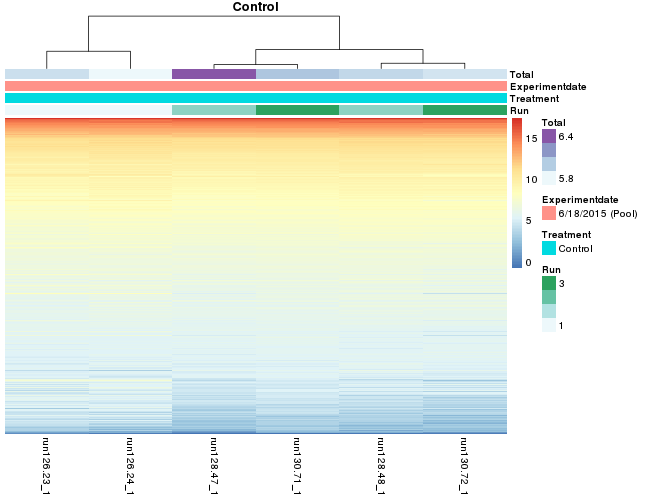 Control
Total
Experimentdate
Treatment
Run
15
10
5
0
Total
6.4
5.8
Experimentdate
6/18/2015 (Pool)
Treatment
Control
Run
3
1
run126.23_1
run126.24_1
run128.47_1
run130.71_1
run128.48_1
run130.72_1